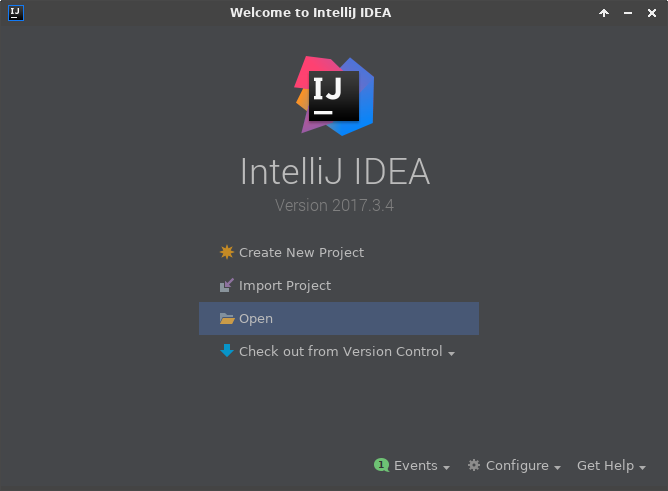 IJ
Welcome to IntelliJ IDEA
IJ
IntelliJ IDEA
Version 2017.3.4
Create New Project
Import Project
Open
Check out from Version Control
1 Events Configure Get Help